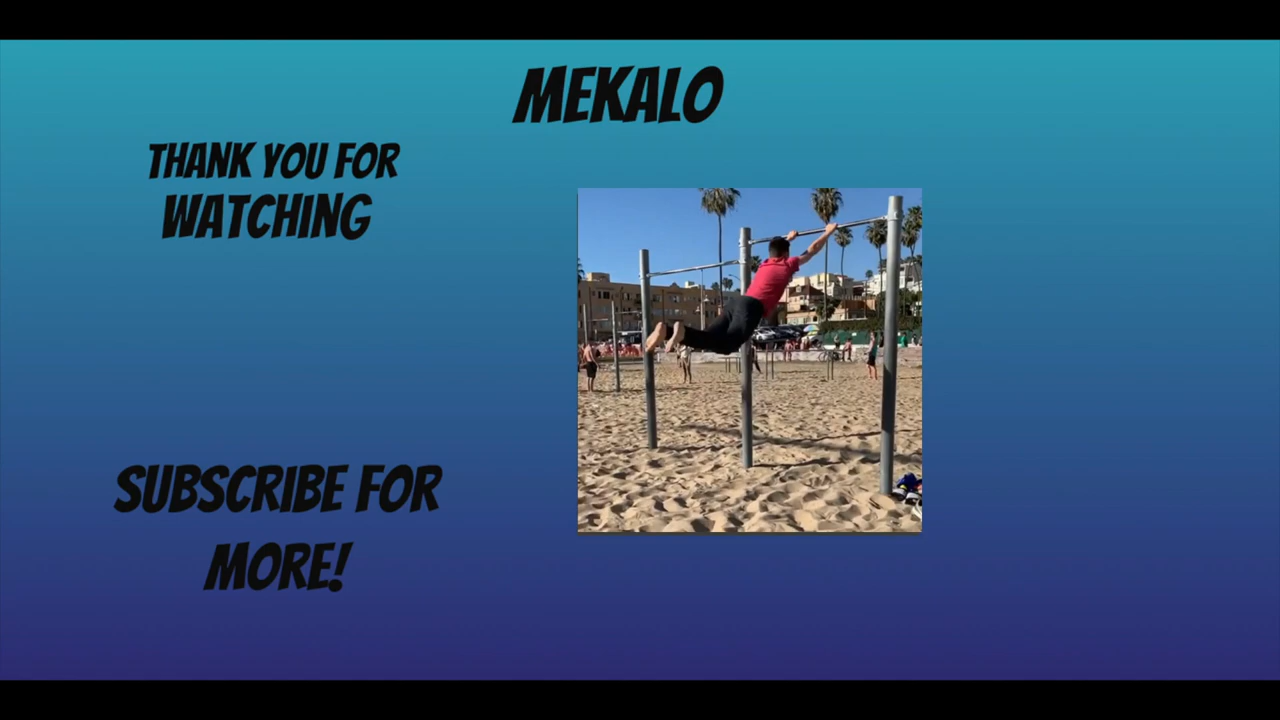 MEKALO
THANK YOU FOR
WATCHING
SUBSCRIBE FOR
MORE!